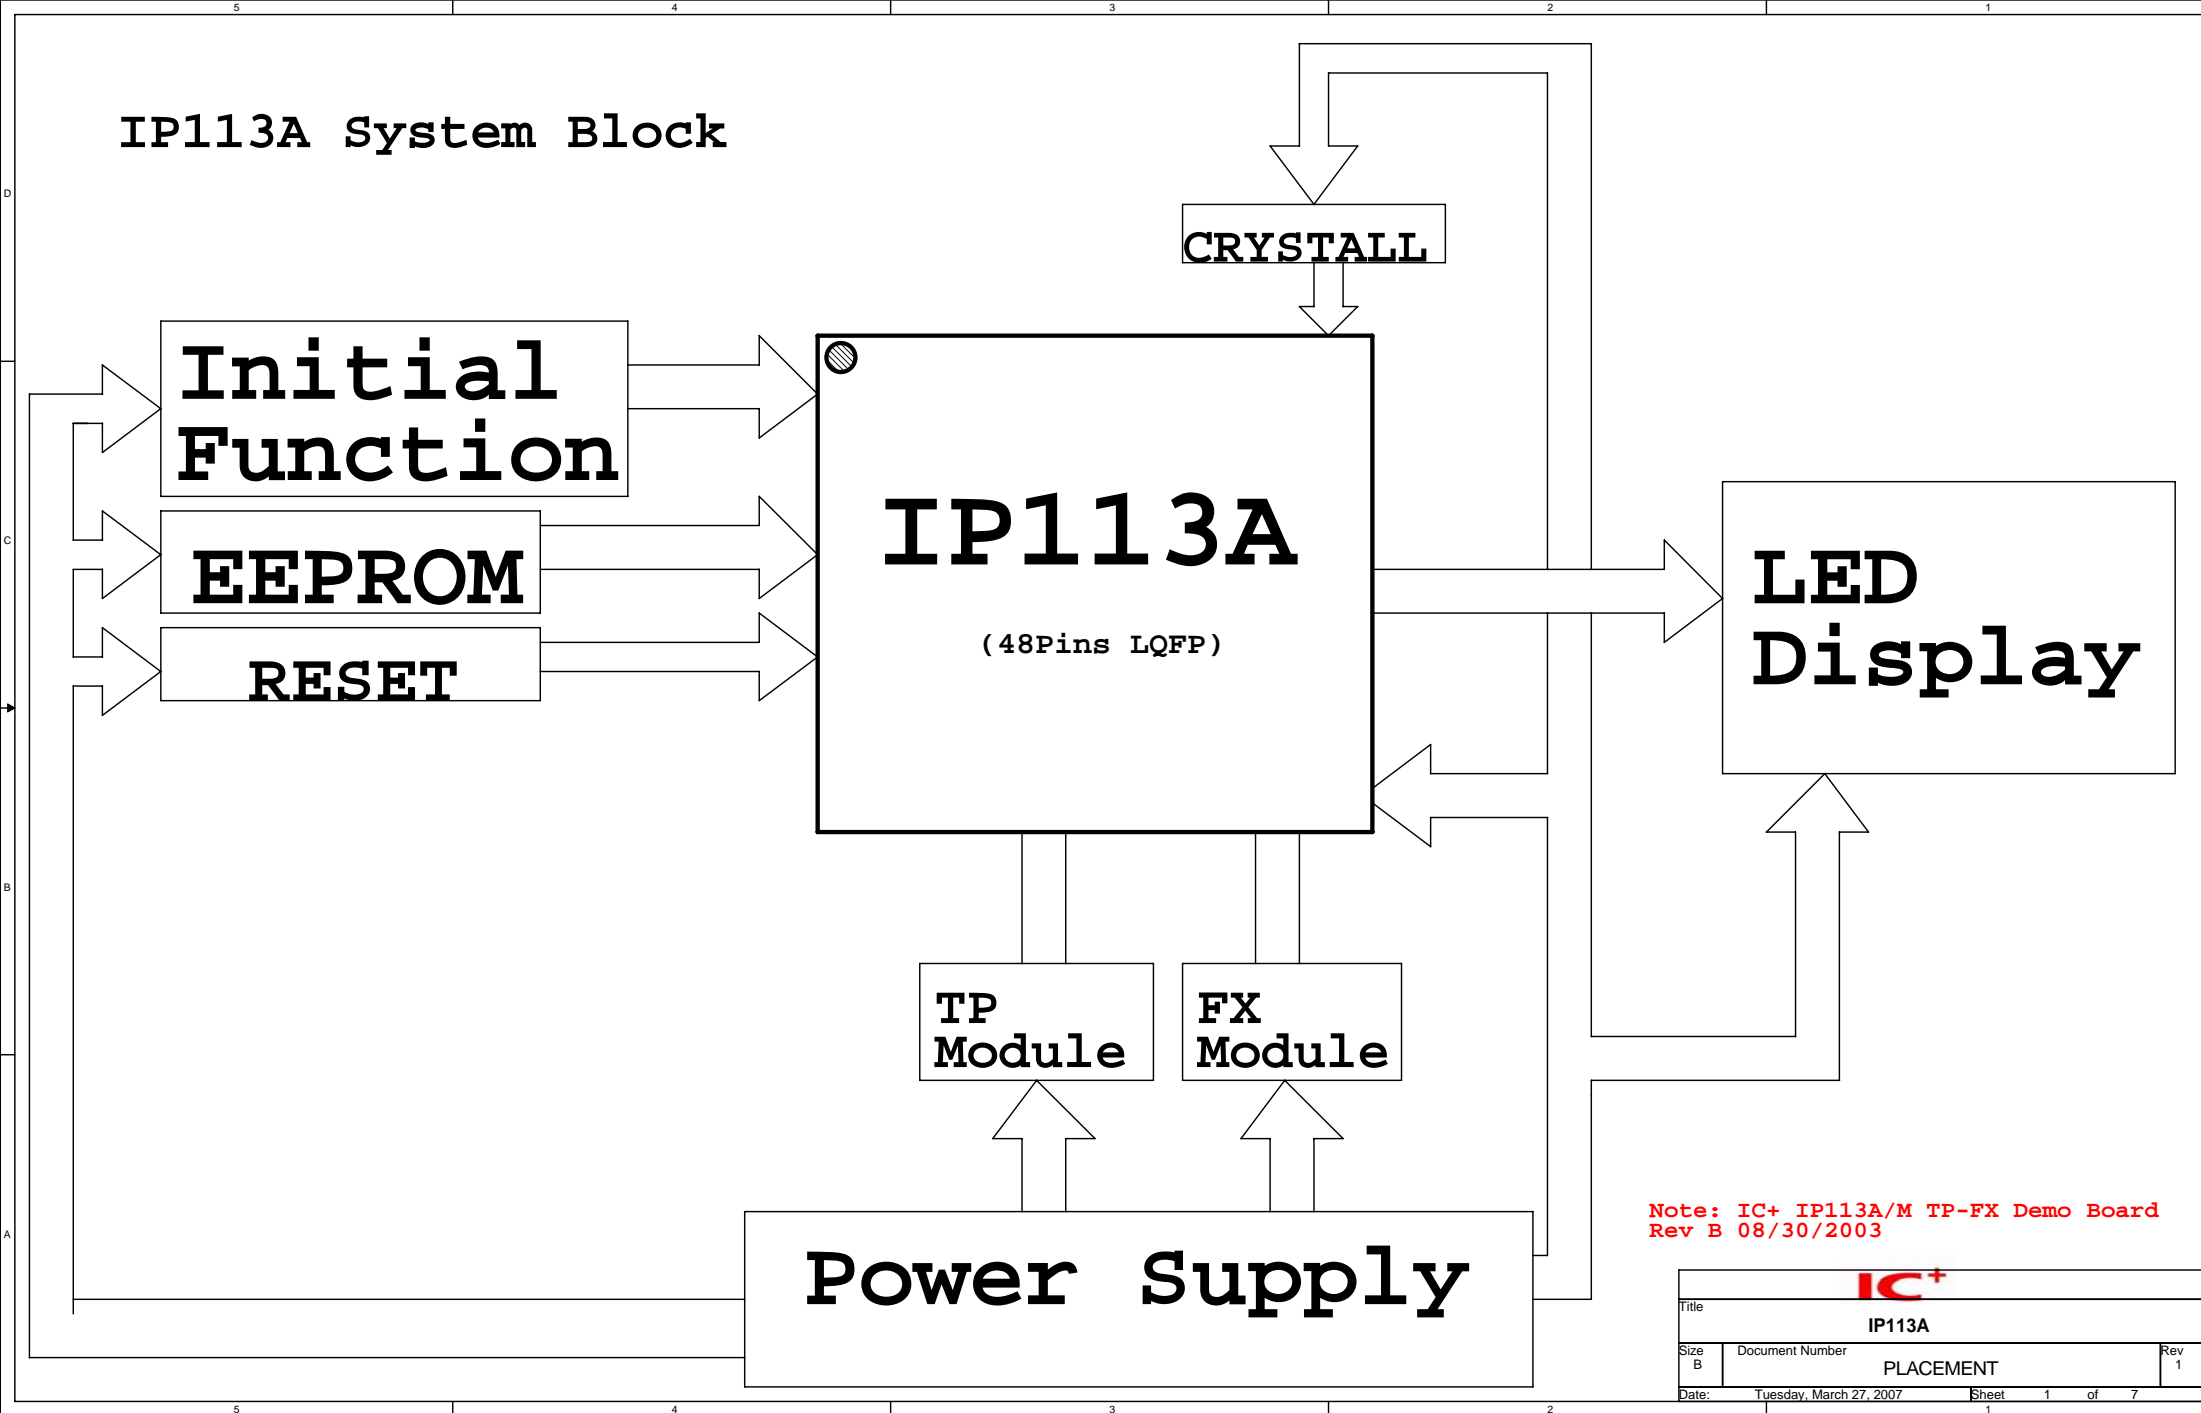 5 4 3 2 1
IP113A System Block
D
CRYSTALL
Initial
Function
IP113A
(48Pins LQFP)
C
EEPROM
RESET
LED
Display
B
TP
Module
FX
Module
A
Power Supply
Note: IC+ IP113A/M TP-FX Demo Board
Rev B 08/30/2003
IC+
Title
IP113A
Size Document Number Rev
B PLACEMENT 1
Date: Tuesday, March 27, 2007 Sheet 1 of 7
5 4 3 2 1